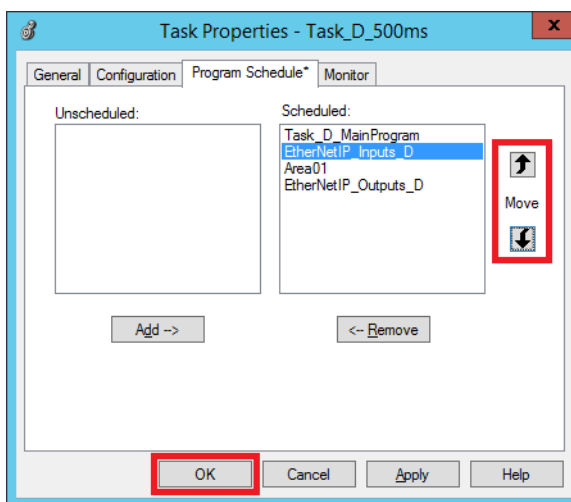 Task Properties - Task_D_500ms
x
General Configuration Program Schedule* Monitor
Unscheduled:
Scheduled:
Task_D_MainProgram
EtherNetIP_Inputs_D
Area01
EtherNetIP_Outputs_D
Move
Add -->
<-- Remove
OK Cancel Apply Help